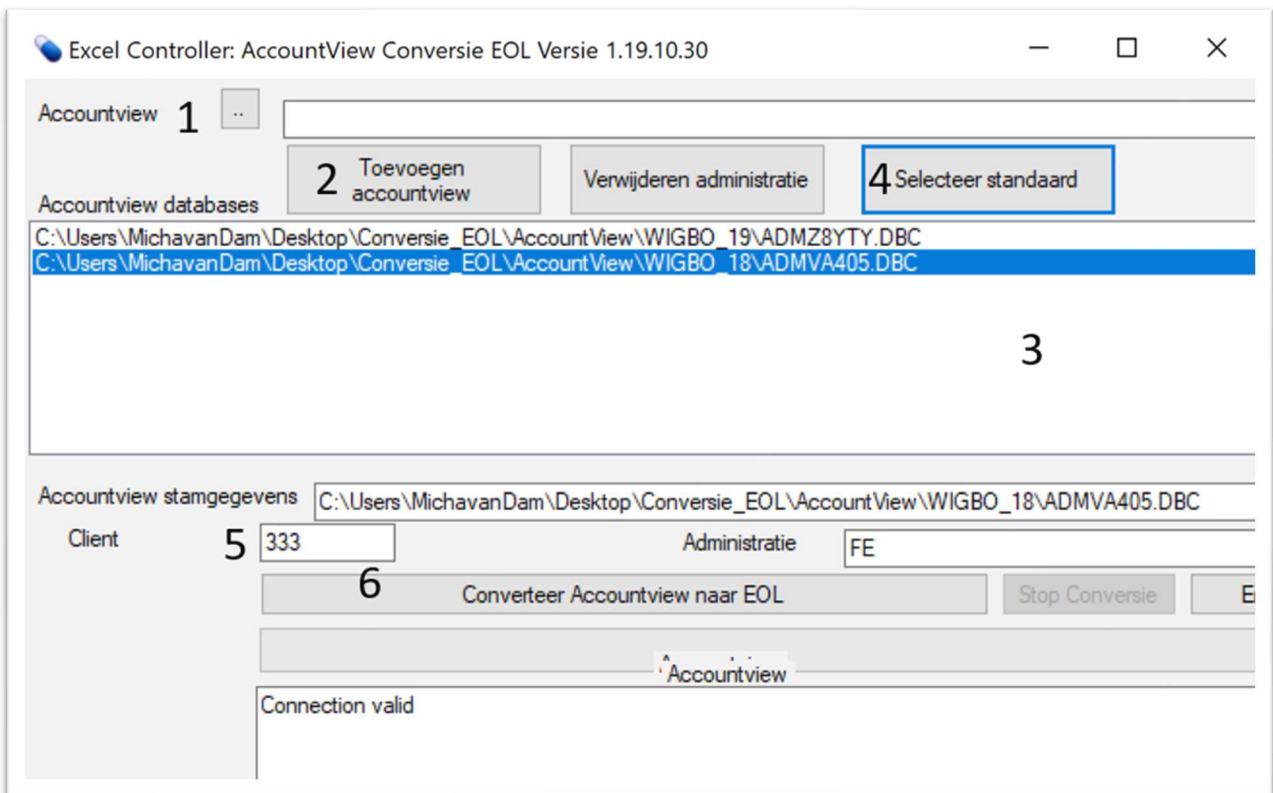 Excel Controller: AccountView Conversie EOL Versie 1.19.10.30
Accountview 1 ..
2 Toevoegen
accountview
Verwijderen administratie
4 Selecteer standaard
Accountview databases
C:\Users\MichavanDam\Desktop\Conversie_EOL\AccountView\WIGBO_19\ADMZ8YTY.DBC
C:\Users\MichavanDam\Desktop\Conversie_EOL\AccountView\WIGBO_18\ADMVA405.DBC
3
Accountview stamgegevens C:\Users\MichavanDam\Desktop\Conversie_EOL\AccountView\WIGBO_18\ADMVA405.DBC
Client 5 333 Administratie FE
6 Converteer Accountview naar EOL Stop Conversie
Accountview
Connection valid